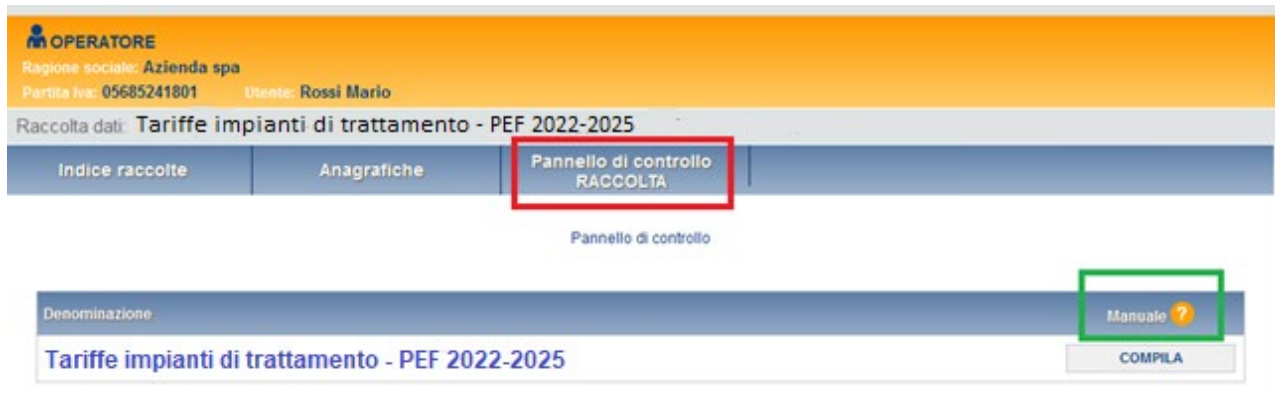 OPERATORE
Ragione sociale: Azienda spa
Partita Iva: 05685241801 Utente: Rossi Mario
Raccolta dati: Tariffe impianti di trattamento - PEF 2022-2025
Indice raccolte Anagrafiche Pannello di controllo RACCOLTA
Pannello di controllo
Denominazione Manuale ?
Tariffe impianti di trattamento - PEF 2022-2025 COMPILA